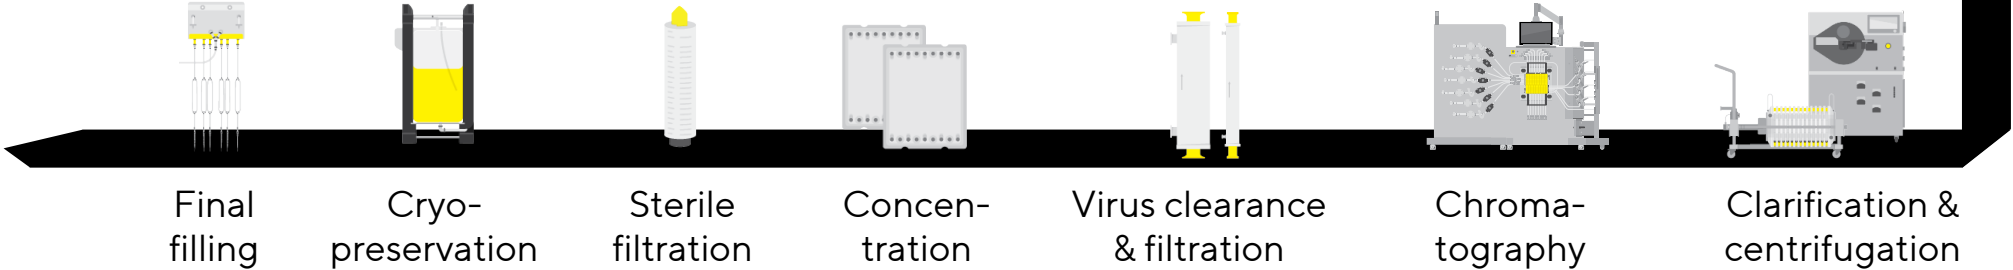 Final
filling
Cryo-
preservation
Sterile
filtration
Concen-
tration
Virus clearance
& filtration
Chroma-
tography
Clarification &
centrifugation